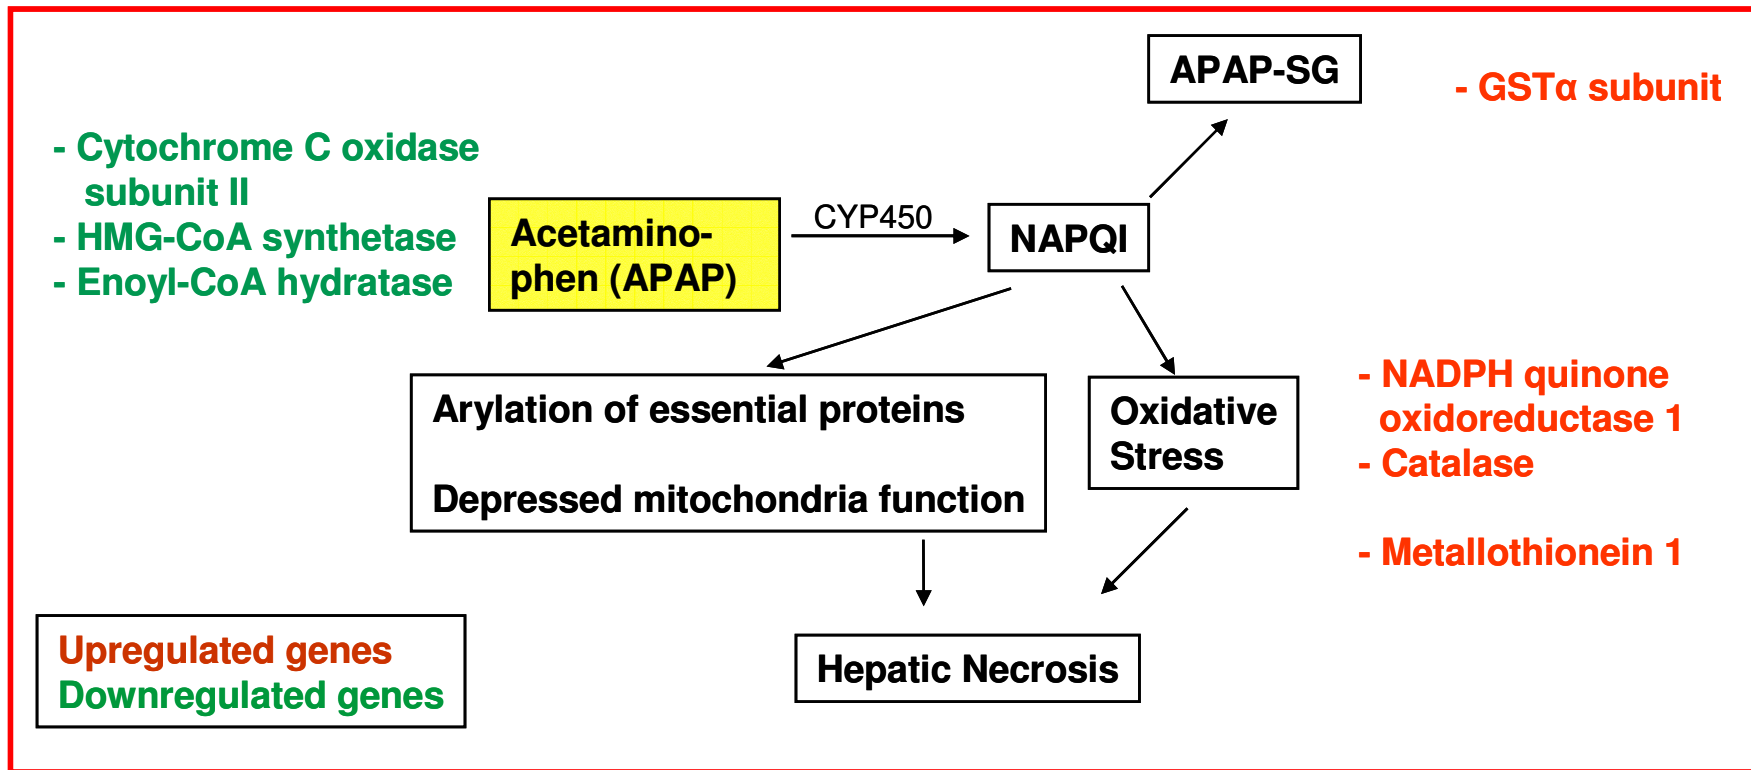 APAP-SG
- GSTα subunit
- Cytochrome C oxidase
subunit II
- HMG-CoA synthetase
- Enoyl-CoA hydratase
Acetamino-
phen (APAP)
CYP450
NAPQI
Arylation of essential proteins
Depressed mitochondria function
Oxidative
Stress
- NADPH quinone
oxidoreductase 1
- Catalase
- Metallothionein 1
Upregulated genes
Downregulated genes
Hepatic Necrosis